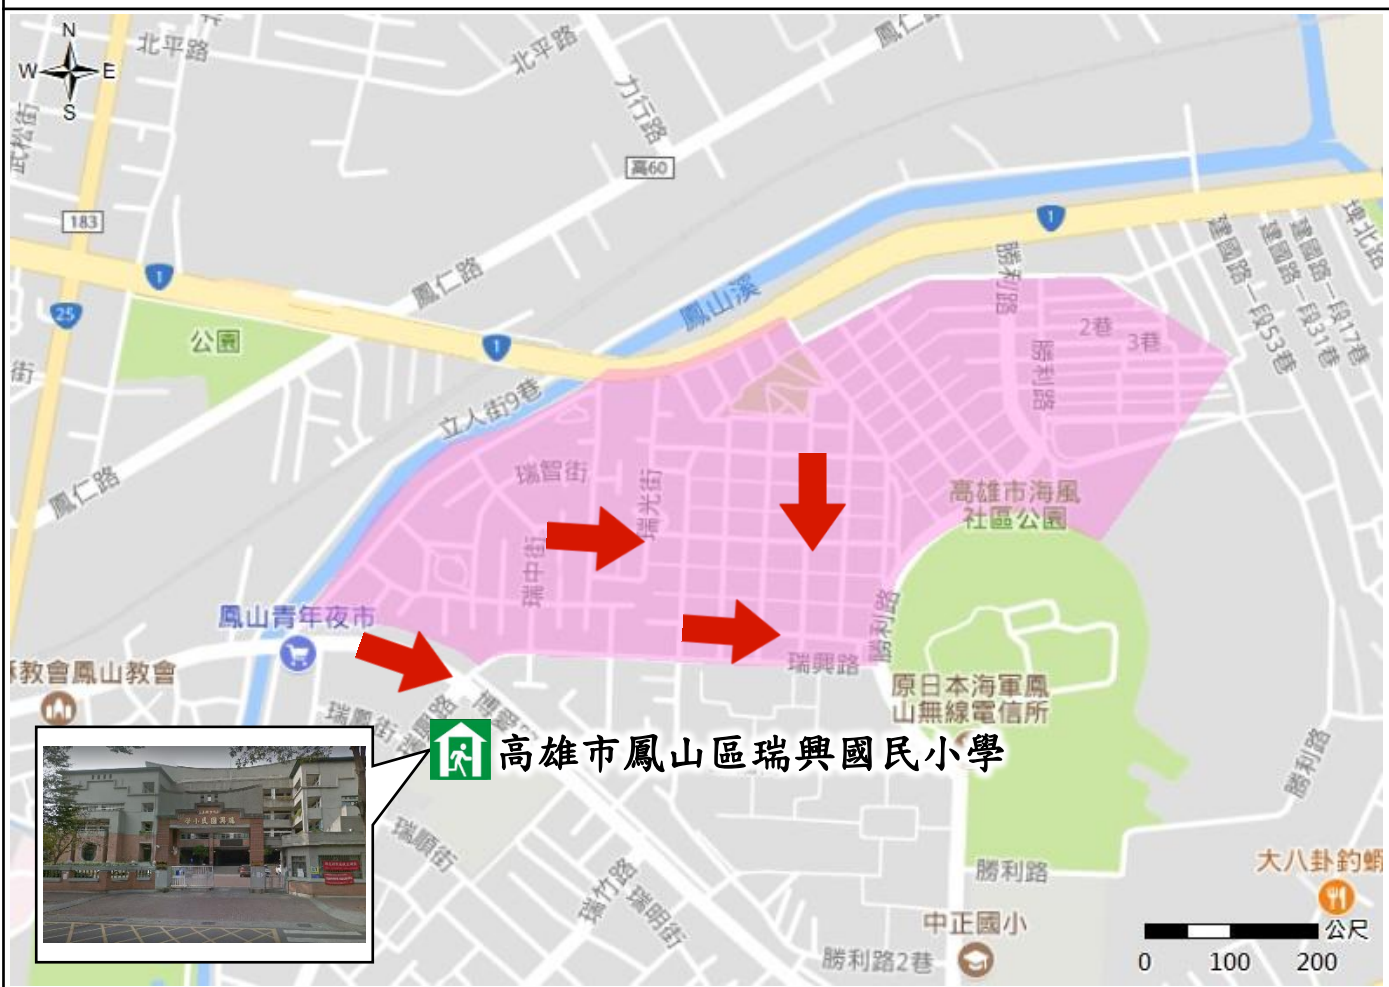 N
W
E
S
北平路
北平路
鳳仁路
力行路
武松街
高60
183
1
1
1
25
鳳仁路
鳳山溪
勝利路
建國路一段53巷
建國路一段31巷
建國路一段17巷
埤北路
公園
街
立人街9巷
2巷
3巷
勝利路
鳳仁路
瑞智街
瑞光街
瑞中街
高雄市海風
社區公園
鳳山青年夜市
勝利路
瑞興路
教會鳳山教會
原日本海軍鳳
山無線電信所
博愛
高雄市鳳山區瑞興國民小學
勝利路
瑞順街
瑞竹路
瑞明街
勝利路
大八卦釣蝦
中正國小
勝利路2巷
公尺
0
100
200